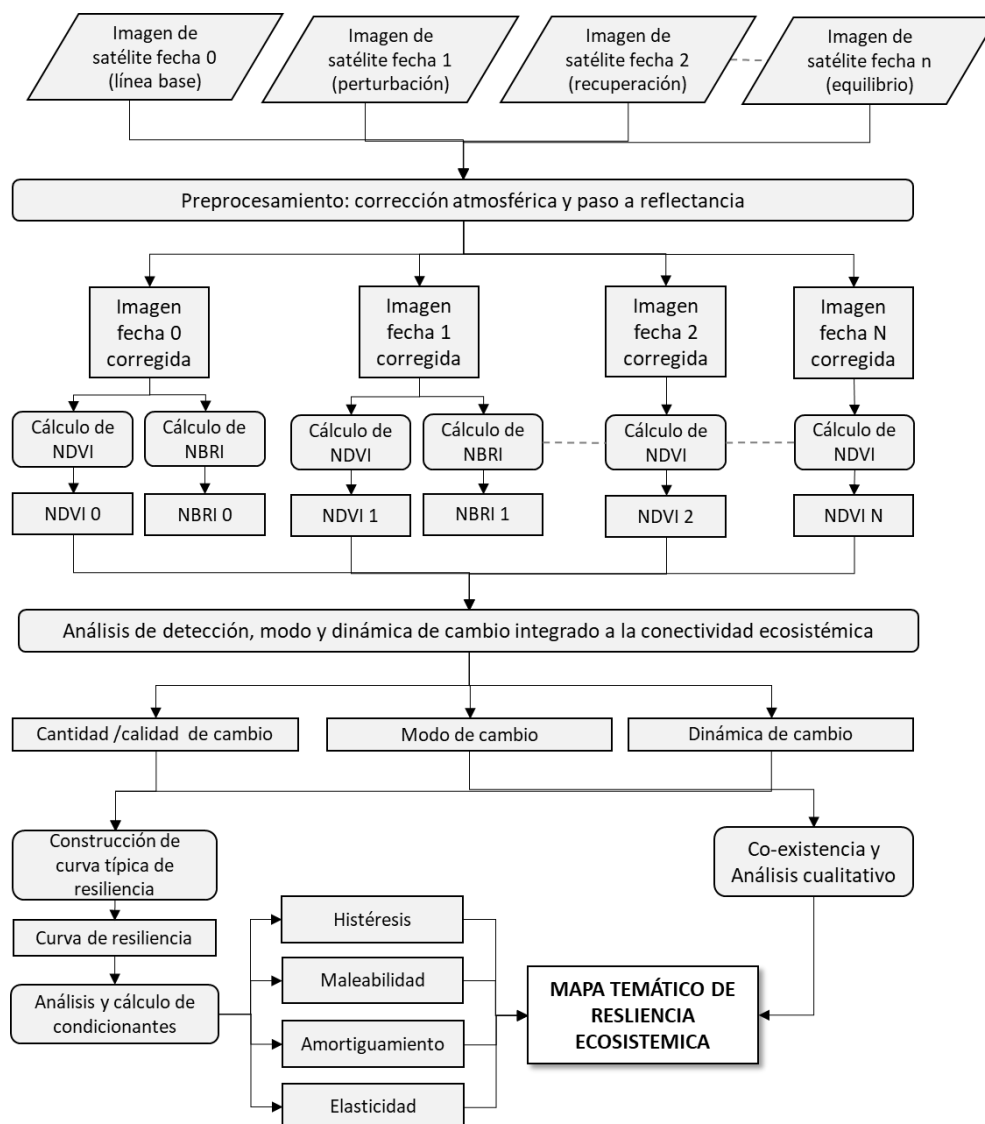 Imagen de
satélite fecha 0
(línea base)
Imagen de
satélite fecha 1
(perturbación)
Imagen de
satélite fecha 2
(recuperación)
Imagen de
satélite fecha n
(equilibrio)
Preprocesamiento: corrección atmosférica y paso a reflectancia
Imagen
fecha 0
corregida
Imagen
fecha 1
corregida
Imagen
fecha 2
corregida
Imagen
fecha N
corregida
Cálculo de
NDVI
Cálculo de
NBRI
Cálculo de
NDVI
Cálculo de
NBRI
Cálculo de
NDVI
Cálculo de
NDVI
NDVI 0
NBRI 0
NDVI 1
NBRI 1
NDVI 2
NDVI N
Análisis de detección, modo y dinámica de cambio integrado a la conectividad ecosistémica
Cantidad /calidad de cambio
Modo de cambio
Dinámica de cambio
Construcción de
curva típica de
resiliencia
Co-existencia y
Análisis cualitativo
Curva de resiliencia
Análisis y cálculo de
condicionantes
Histéresis
Maleabilidad
Amortiguamiento
Elasticidad
MAPA TEMÁTICO DE
RESLIENCIA
ECOSISTEMICA